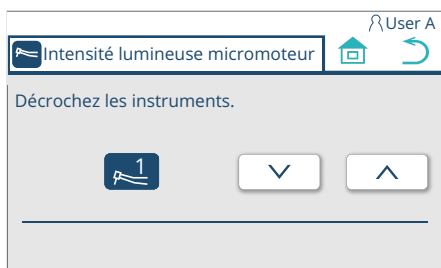 User A
Intensité lumineuse micromoteur
Décrochez les instruments.
1